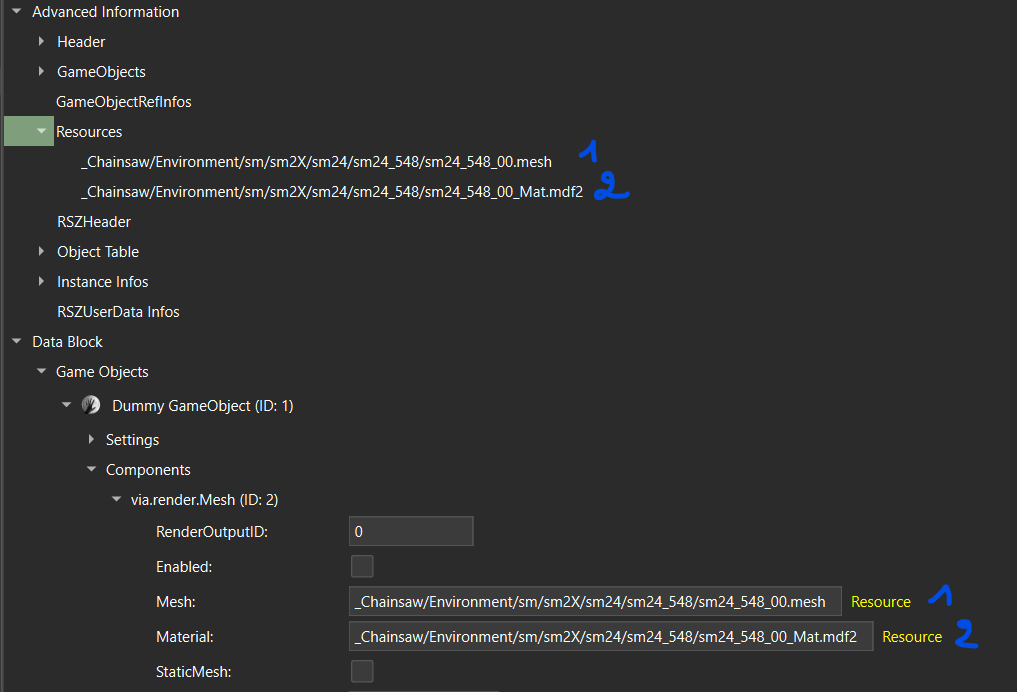 Advanced Information
Header
GameObjects
GameObjectRefInfos
Resources
_Chainsaw/Environment/sm/sm2X/sm24/sm24_548/sm24_548_00.mesh 1
_Chainsaw/Environment/sm/sm2X/sm24/sm24_548/sm24_548_00_Mat.mdf2 2
RSZHeader
Object Table
Instance Infos
RSZUserData Infos
Data Block
Game Objects
Dummy GameObject (ID: 1)
Settings
Components
via.render.Mesh (ID: 2)
RenderOutputID: 0
Enabled:
Mesh: _Chainsaw/Environment/sm/sm2X/sm24/sm24_548/sm24_548_00.mesh Resource 1
Material: _Chainsaw/Environment/sm/sm2X/sm24/sm24_548/sm24_548_00_Mat.mdf2 Resource 2
StaticMesh: